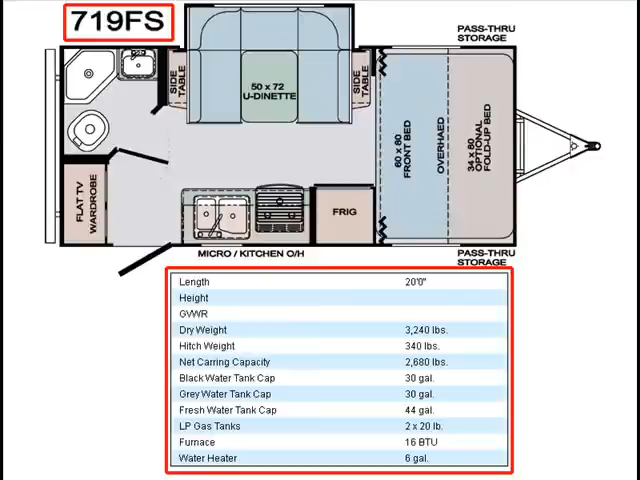 719FS
PASS-THRU
STORAGE
SIDE
TABLE
50 x 72
U-DINETTE
SIDE
TABLE
60 x 80
FRONT BED
OVERHAED
34 x 80
OPTIONAL
FOLD-UP BED
FLAT TV
WARDROBE
FRIG
MICRO / KITCHEN O/H
PASS-THRU
STORAGE
Length 20'0"
Height
GVWR
Dry Weight 3,240 lbs.
Hitch Weight 340 lbs.
Net Carring Capacity 2,680 lbs.
Black Water Tank Cap 30 gal.
Grey Water Tank Cap 30 gal.
Fresh Water Tank Cap 44 gal.
LP Gas Tanks 2 x 20 lb.
Furnace 16 BTU
Water Heater 6 gal.